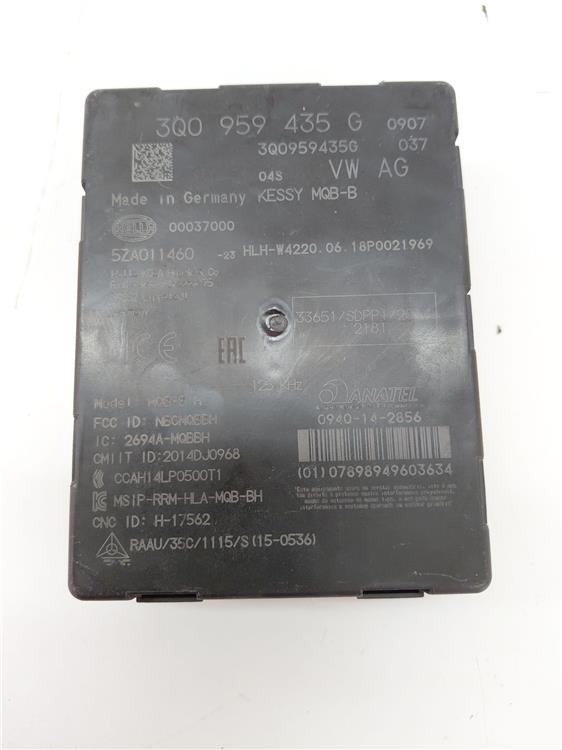 3Q0 959 435 G 0907
3Q0959435G 037
04S VW AG
Made in Germany KESSY MQB-B
HELLA 00037000
5ZA011460 -23 HLH-W4220.06.18P0021969
33651/SDPPI/
2181
CE
EAC
125 KHz
Model: MQB-B H
ANATEL
FCC ID: NBGMQBBH
0940-14-2856
IC: 2694A-MQBBH
CMIIT ID:2014DJ0968
CCAH14LP0500T1
(01)07898949603634
MSIP-RRM-HLA-MQB-BH
CNC ID: H-17562
RAAU/35C/1115/S(15-0536)